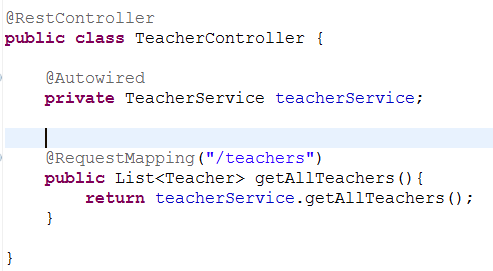 @RestController
public class TeacherController {
@Autowired
private TeacherService teacherService;
@RequestMapping("/teachers")
public List<Teacher> getAllTeachers(){
return teacherService.getAllTeachers();
}
}